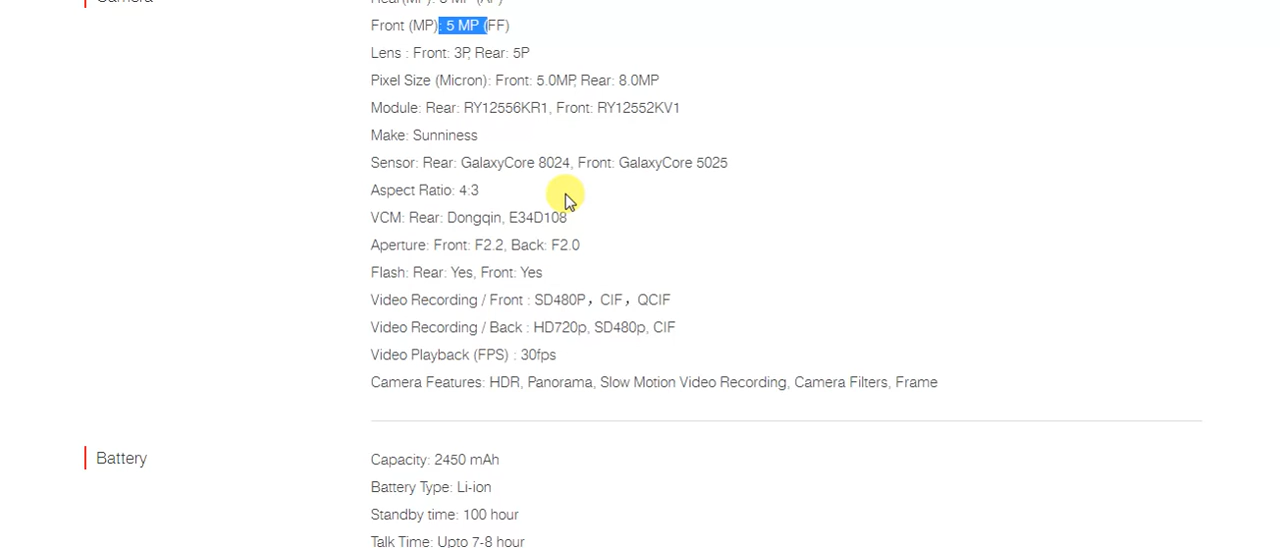 Camera
Front (MP): 5 MP (FF)
Lens : Front: 3P, Rear: 5P
Pixel Size (Micron): Front: 5.0MP, Rear: 8.0MP
Module: Rear: RY12556KR1, Front: RY12552KV1
Make: Sunniness
Sensor: Rear: GalaxyCore 8024, Front: GalaxyCore 5025
Aspect Ratio: 4:3
VCM: Rear: Dongqin, E34D108
Aperture: Front: F2.2, Back: F2.0
Flash: Rear: Yes, Front: Yes
Video Recording / Front : SD480P，CIF，QCIF
Video Recording / Back : HD720p, SD480p, CIF
Video Playback (FPS) : 30fps
Camera Features: HDR, Panorama, Slow Motion Video Recording, Camera Filters, Frame
Battery
Capacity: 2450 mAh
Battery Type: Li-ion
Standby time: 100 hour
Talk Time: Upto 7-8 hour